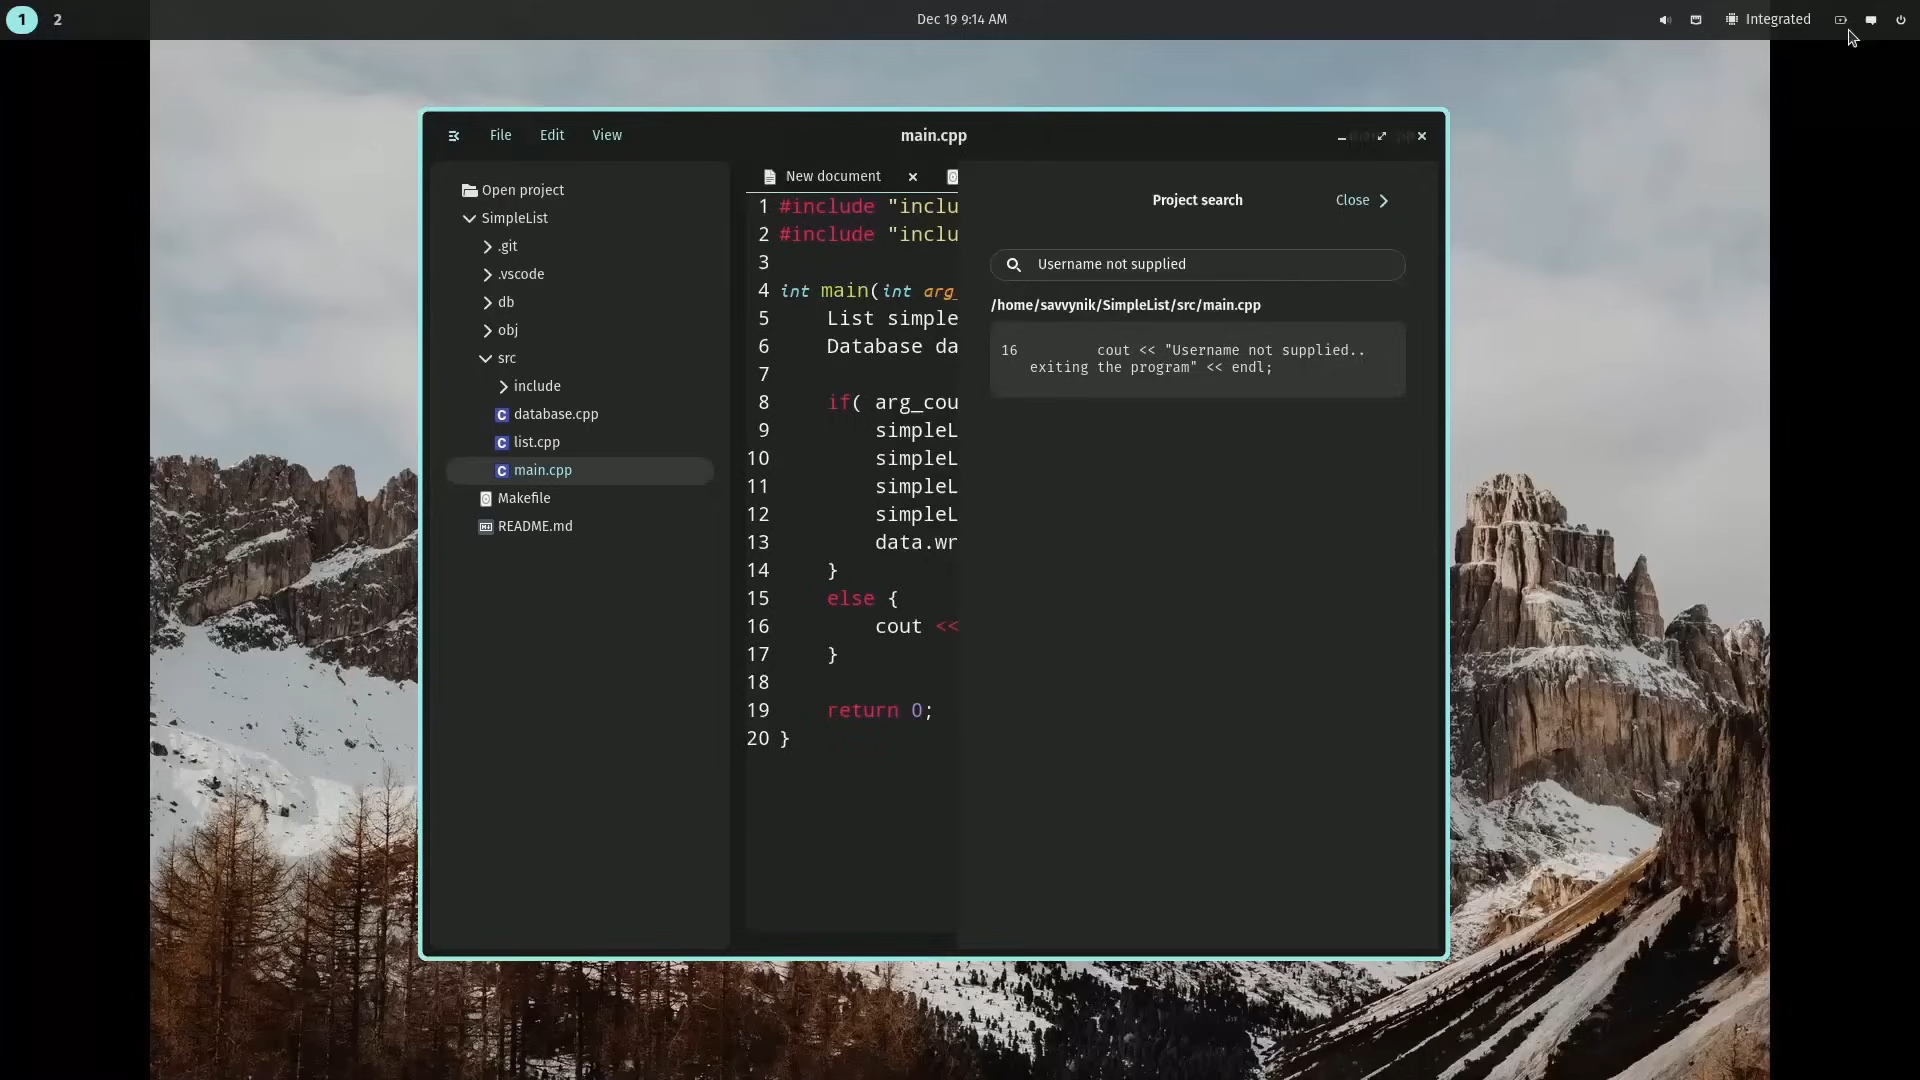 1 2
Dec 19 9:14 AM
Integrated
File Edit View
main.cpp
Open project
SimpleList
.git
.vscode
db
obj
src
include
C database.cpp
C list.cpp
C main.cpp
Makefile
README.md
New document
1 #include "inclu
2 #include "inclu
3
4 int main(int arg_
5 List simple
6 Database da
7
8 if( arg_cou
9 simpleL
10 simpleL
11 simpleL
12 simpleL
13 data.wr
14 }
15 else {
16 cout <<
17 }
18
19 return 0;
20 }
Project search
Close
Username not supplied
/home/savvynik/SimpleList/src/main.cpp
16 cout << "Username not supplied..
exiting the program" << endl;